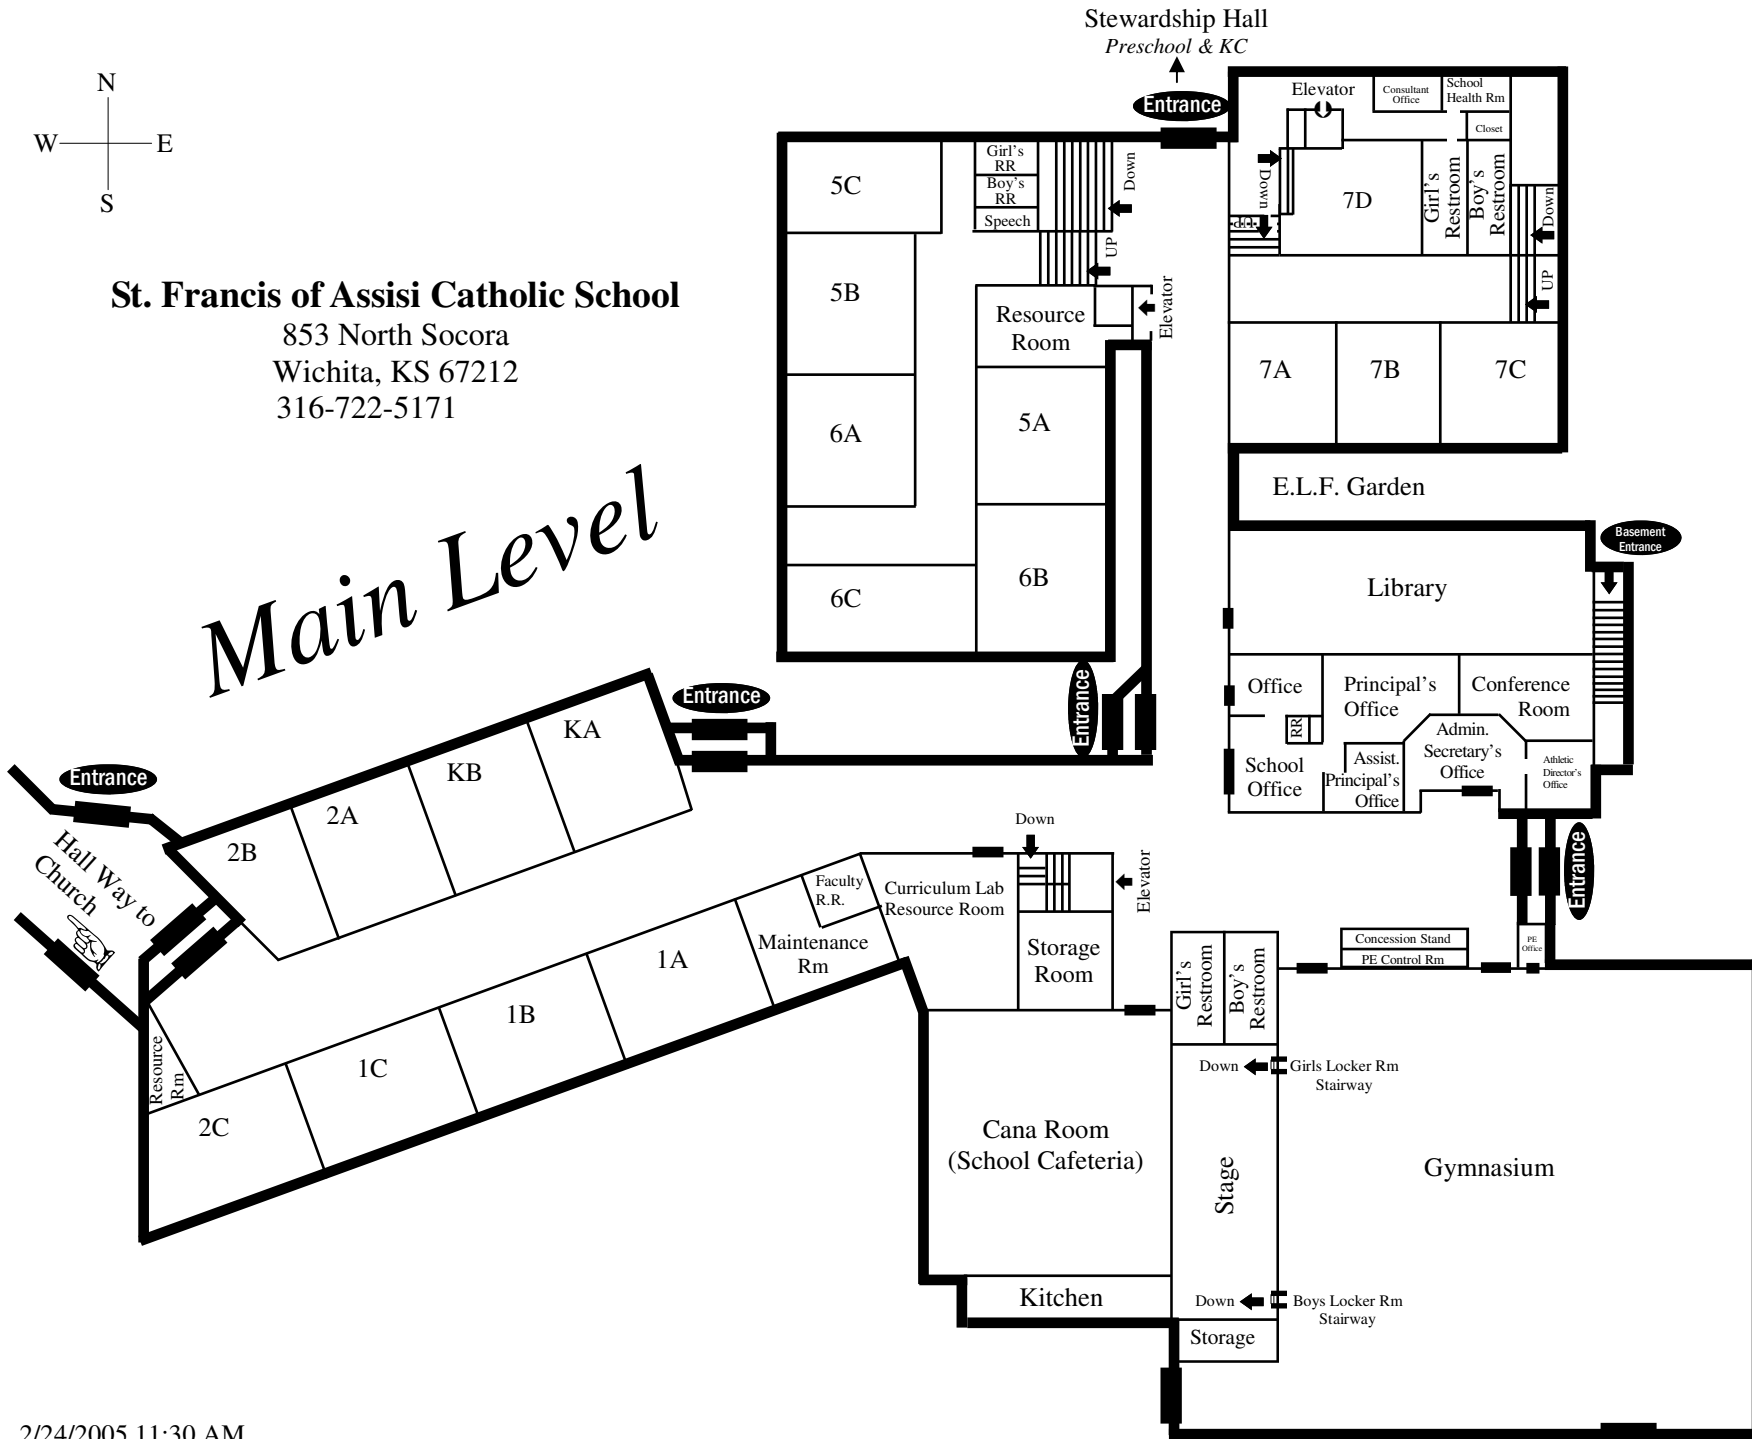 Stewardship Hall
Preschool & KC
Entrance
N
W E
S
St. Francis of Assisi Catholic School
853 North Socora
Wichita, KS 67212
316-722-5171
Main Level
5C
Girl's
RR
Boy's
RR
Speech
Down
UP
Elevator
5B
Resource
Room
6A
5A
6C
6B
Entrance
Elevator
Consultant
Office
School
Health Rm
Closet
Down
UP
7D
Girl's
Restroom
Boy's
Restroom
Down
UP
7A
7B
7C
E.L.F. Garden
Basement
Entrance
Library
Office
Principal's
Office
Conference
Room
RR
School
Office
Assist.
Principal's
Office
Admin.
Secretary's
Office
Athletic
Director's
Office
Entrance
Entrance
KA
KB
2A
2B
Entrance
Hall Way to
Church
Resource
Rm
2C
1C
1B
1A
Maintenance
Rm
Faculty
R.R.
Curriculum Lab
Resource Room
Down
Elevator
Storage
Room
Girl's
Restroom
Boy's
Restroom
Concession Stand
PE Control Rm
PE
Office
Down
Girls Locker Rm
Stairway
Cana Room
(School Cafeteria)
Stage
Gymnasium
Kitchen
Down
Boys Locker Rm
Stairway
Storage
2/24/2005 11:30 AM